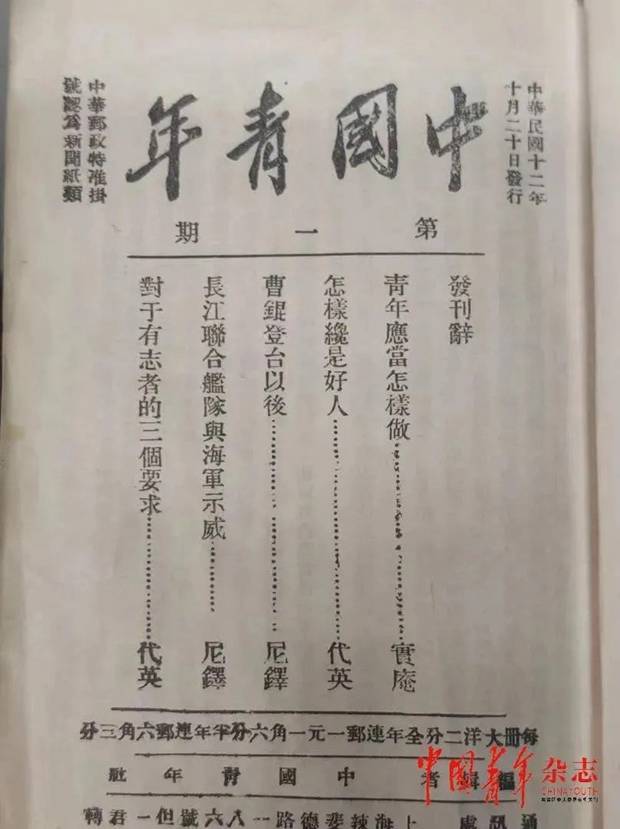 中華民國十二年
十月二十日發行
中國青年
中華郵政特准掛
號認爲新聞紙類
第一期
發刊辭
青年應當怎樣做……實庵
怎樣纔是好人……代英
曹錕登台以後……尼鐸
長江聯合艦隊與海軍示威……尼鐸
對于有志者的三個要求……代英
每冊大洋二分全年連郵一元一角六分半年連郵六角三分
編輯者 中國青年社
通訊處 上海辣斐德路一八六號但一君轉
中國青年杂志
CHINAYOUTH